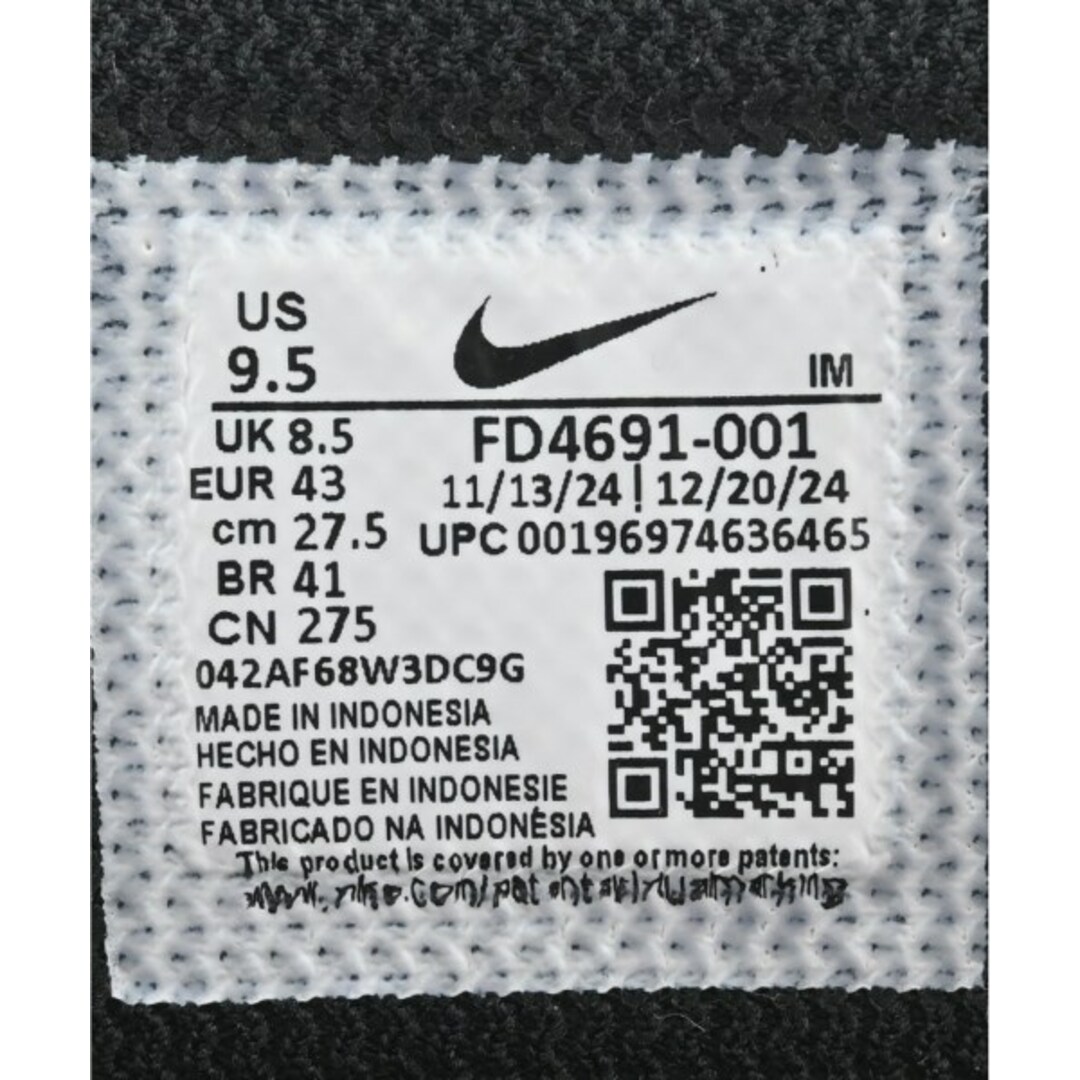 US
9.5
IM
UK 8.5
EUR 43
cm 27.5
BR 41
CN 275
FD4691-001
11/13/24 | 12/20/24
UPC 00196974636465
042AF68W3DC9G
MADE IN INDONESIA
HECHO EN INDONESIA
FABRIQUE EN INDONESIE
FABRICADO NA INDONÉSIA
This product is covered by one or more patents: